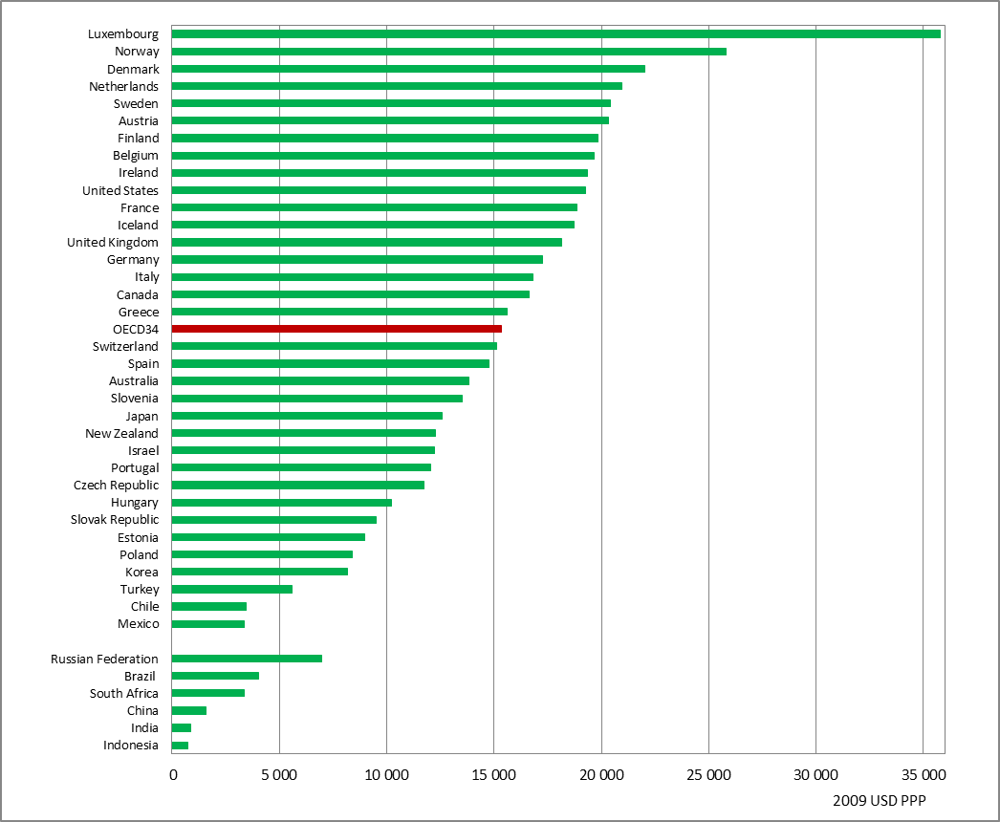 Luxembourg
Norway
Denmark
Netherlands
Sweden
Austria
Finland
Belgium
Ireland
United States
France
Iceland
United Kingdom
Germany
Italy
Canada
Greece
OECD34
Switzerland
Spain
Australia
Slovenia
Japan
New Zealand
Israel
Portugal
Czech Republic
Hungary
Slovak Republic
Estonia
Poland
Korea
Turkey
Chile
Mexico
Russian Federation
Brazil
South Africa
China
India
Indonesia
0 5 000 10 000 15 000 20 000 25 000 30 000 35 000
2009 USD PPP